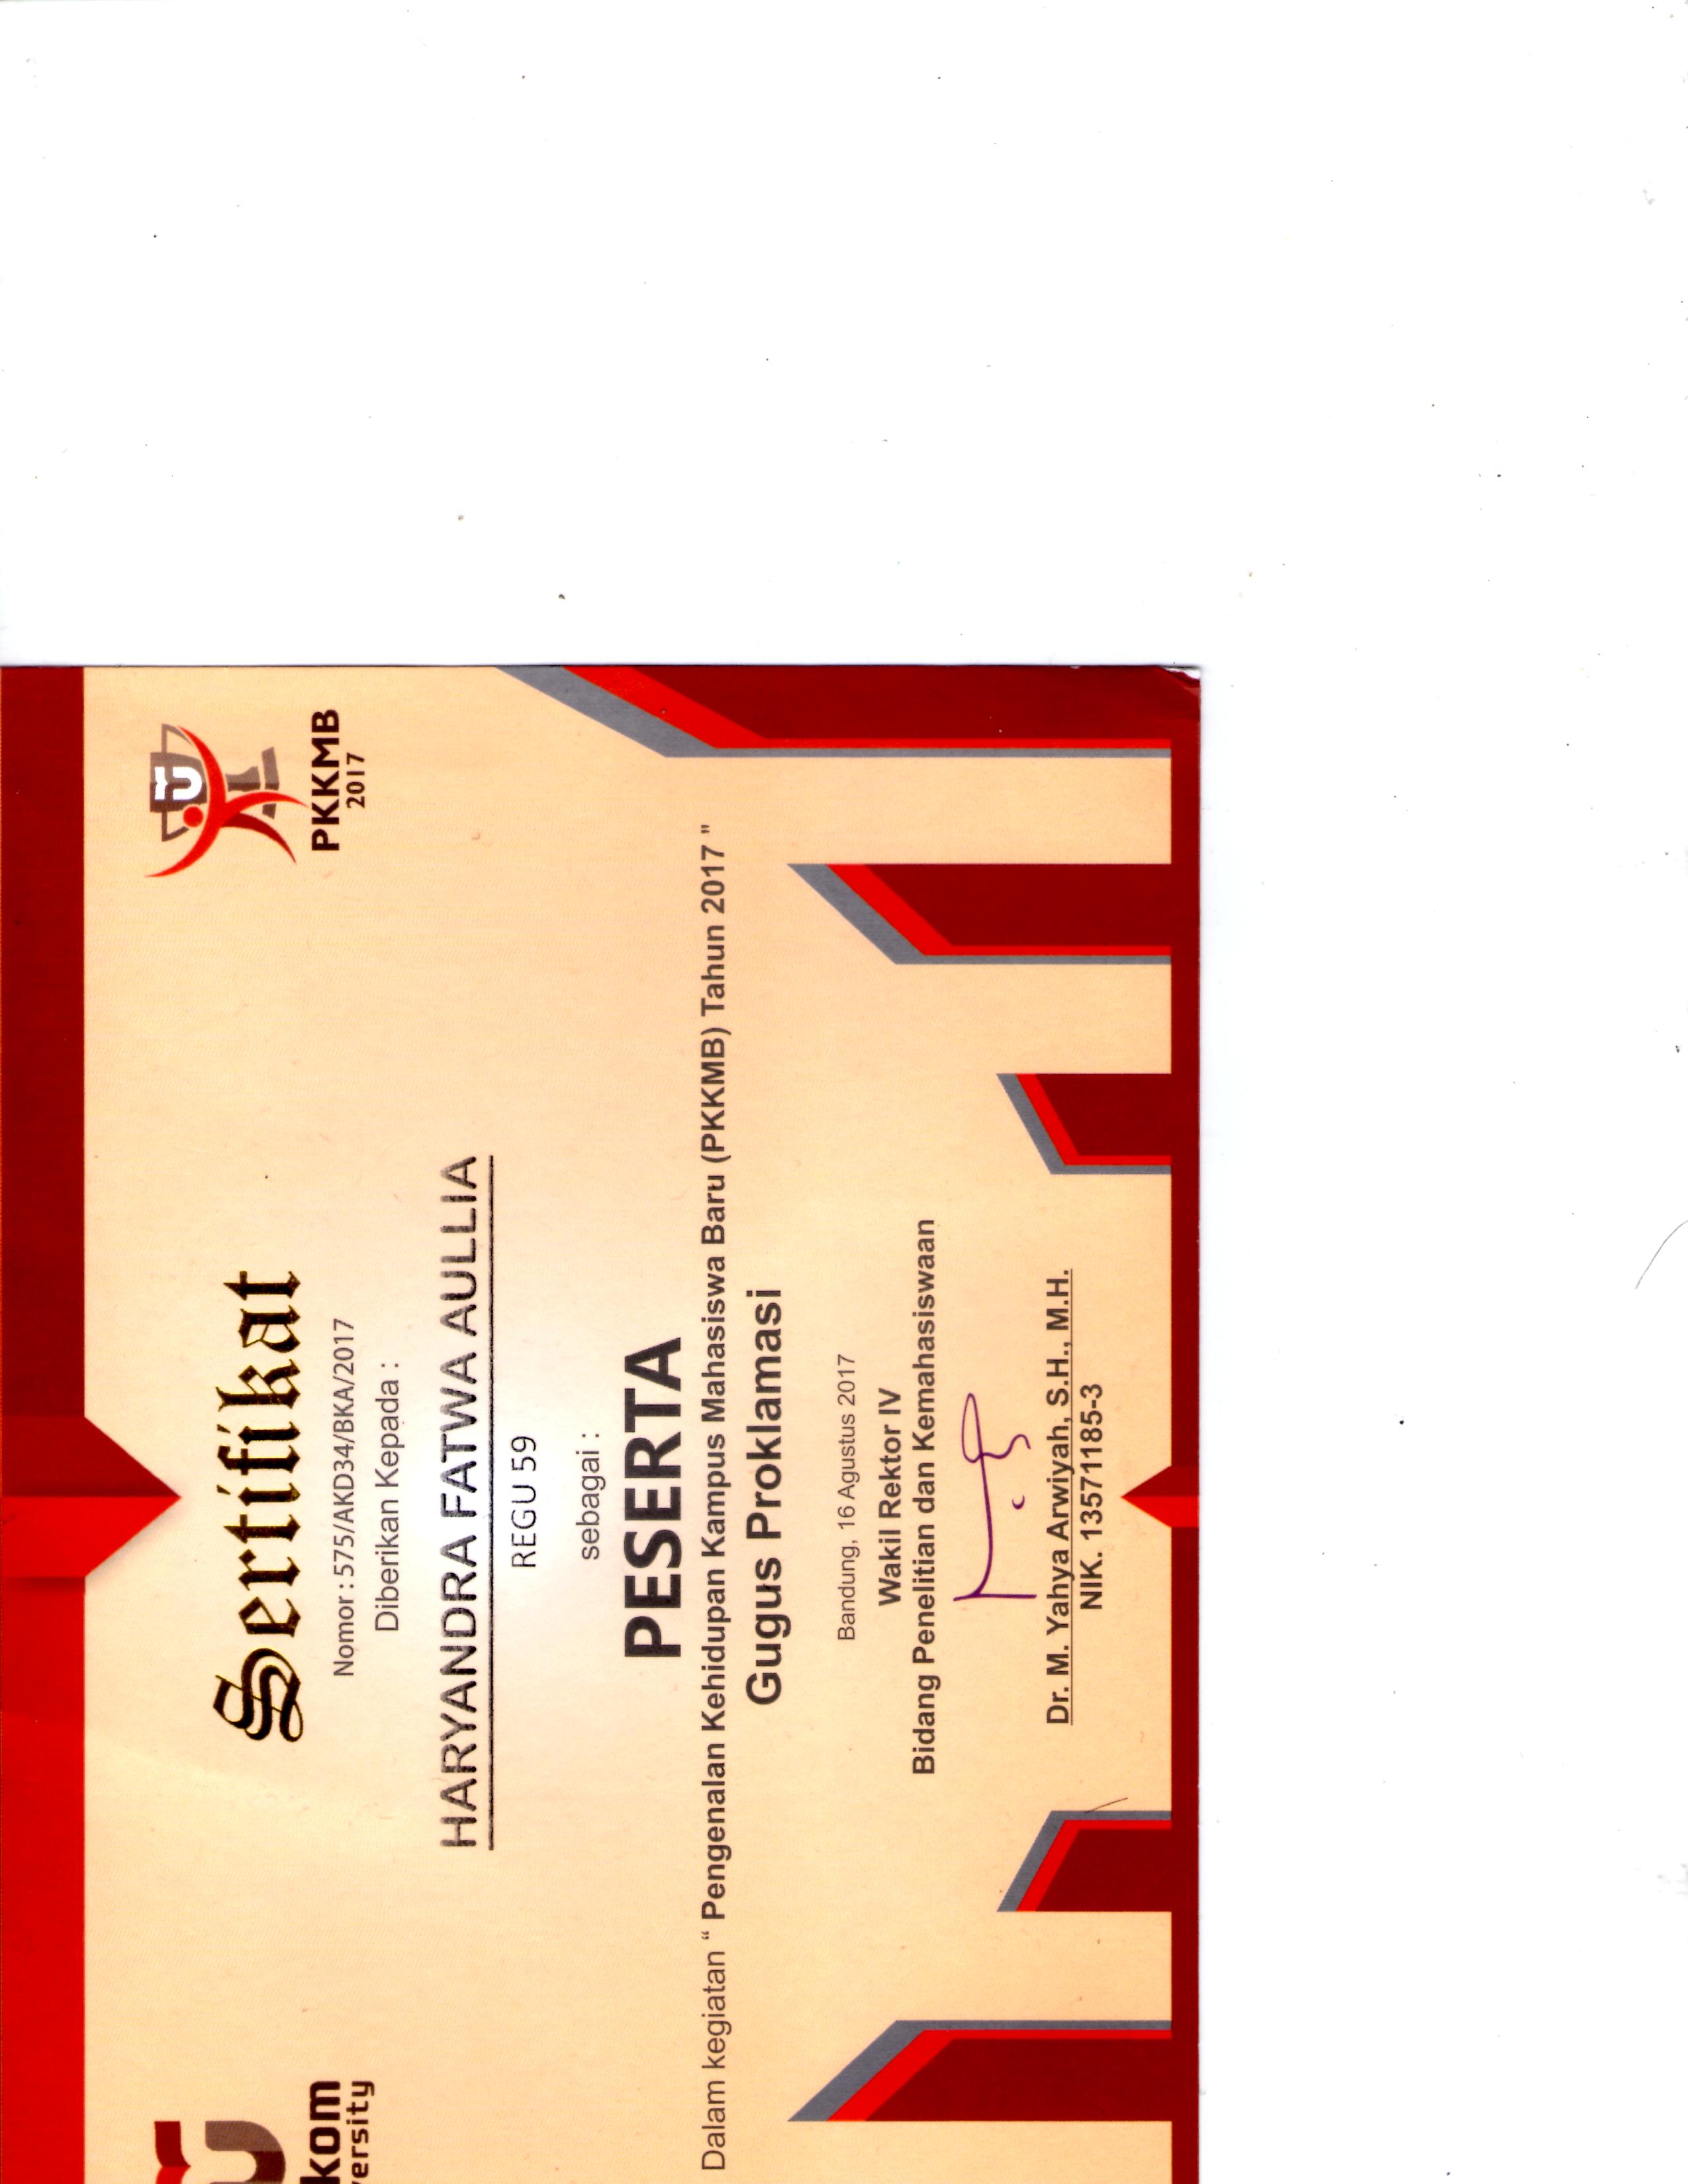 kom
versity
PKKMB
2017
Sertifikat
Nomor : 575/AKD34/BKA/2017
Diberikan Kepada :
HARYANDRA FATWA AULLIA
REGU 59
sebagai :
PESERTA
Dalam kegiatan “ Pengenalan Kehidupan Kampus Mahasiswa Baru (PKKMB) Tahun 2017 "
Gugus Proklamasi
Bandung, 16 Agustus 2017
Wakil Rektor IV
Bidang Penelitian dan Kemahasiswaan
Dr. M. Yahya Arwiyah, S.H., M.H.
NIK. 13571185-3